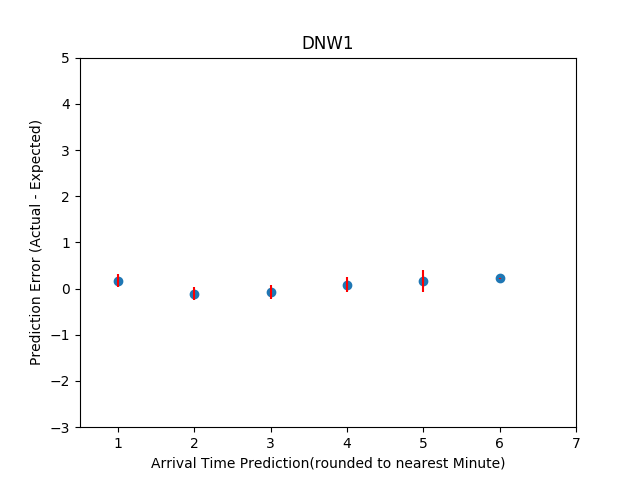 DNW1
5
4
3
2
1
0
−1
−2
−3
Prediction Error (Actual - Expected)
1 2 3 4 5 6 7
Arrival Time Prediction(rounded to nearest Minute)